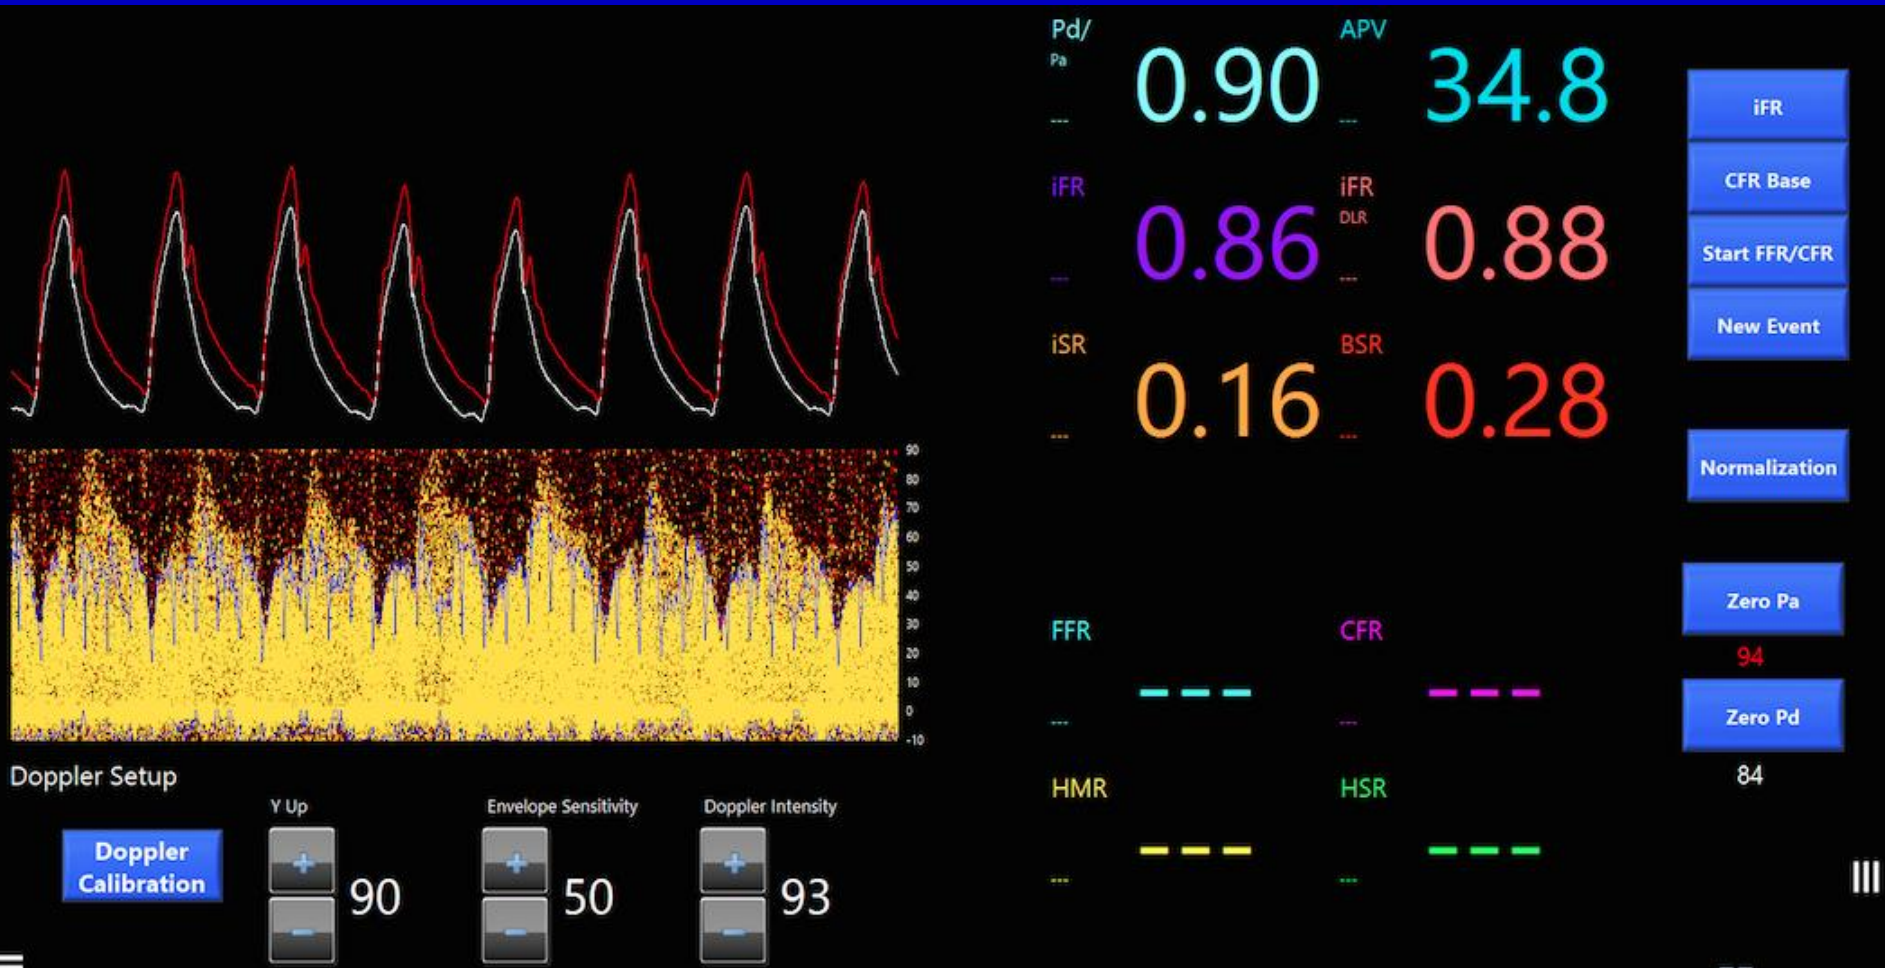 Pd/
Pa
0.90
---
APV
34.8
---
iFR
0.86
---
iFR
DLR
0.88
---
iSR
0.16
---
BSR
0.28
---
FFR
---
---
CFR
---
---
HMR
---
---
HSR
---
---
iFR
CFR Base
Start FFR/CFR
New Event
Normalization
Zero Pa
94
Zero Pd
84
90
80
70
60
50
40
30
20
10
0
-10
Doppler Setup
Doppler
Calibration
Y Up
+
90
-
Envelope Sensitivity
+
50
-
Doppler Intensity
+
93
-